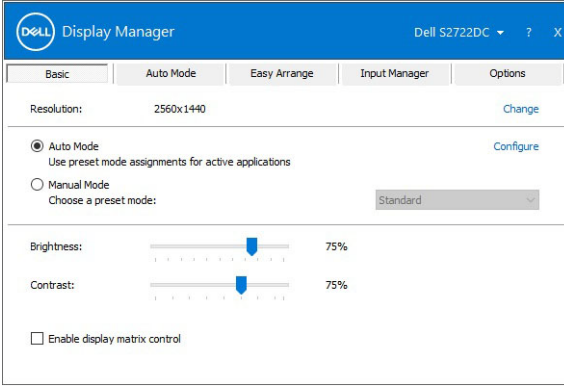 DELL Display Manager Dell S2722DC ? X
Basic Auto Mode Easy Arrange Input Manager Options
Resolution: 2560x1440 Change
Auto Mode Configure
Use preset mode assignments for active applications
Manual Mode
Choose a preset mode: Standard
Brightness: 75%
Contrast: 75%
Enable display matrix control